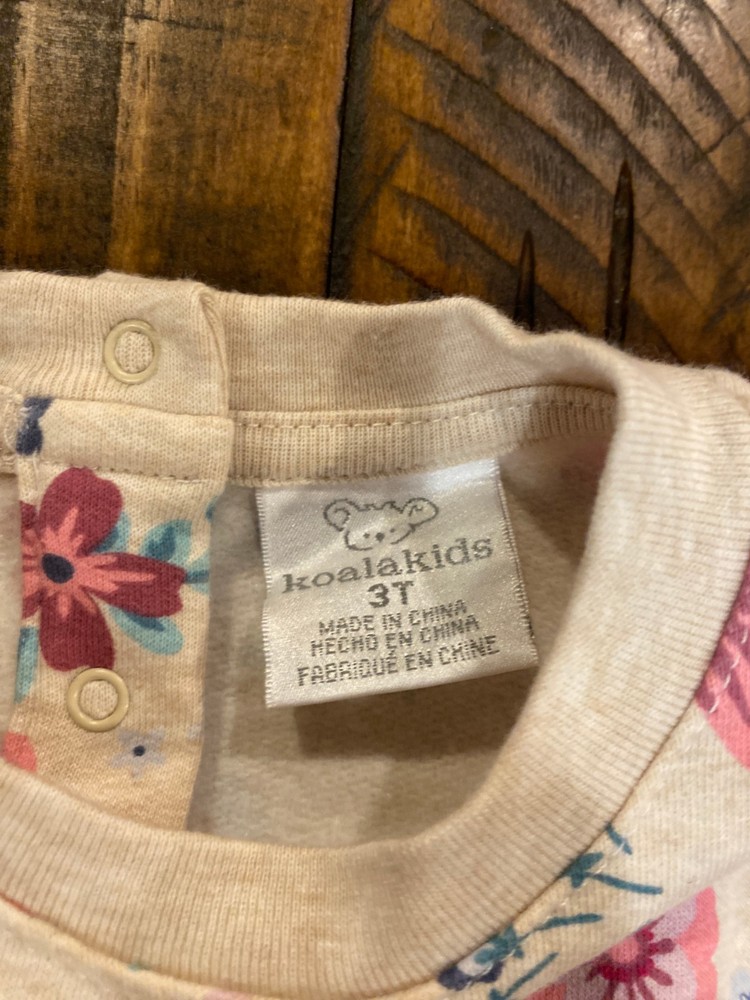 koalakids
3T
MADE IN CHINA
HECHO EN CHINA
FABRIQUÉ EN CHINE